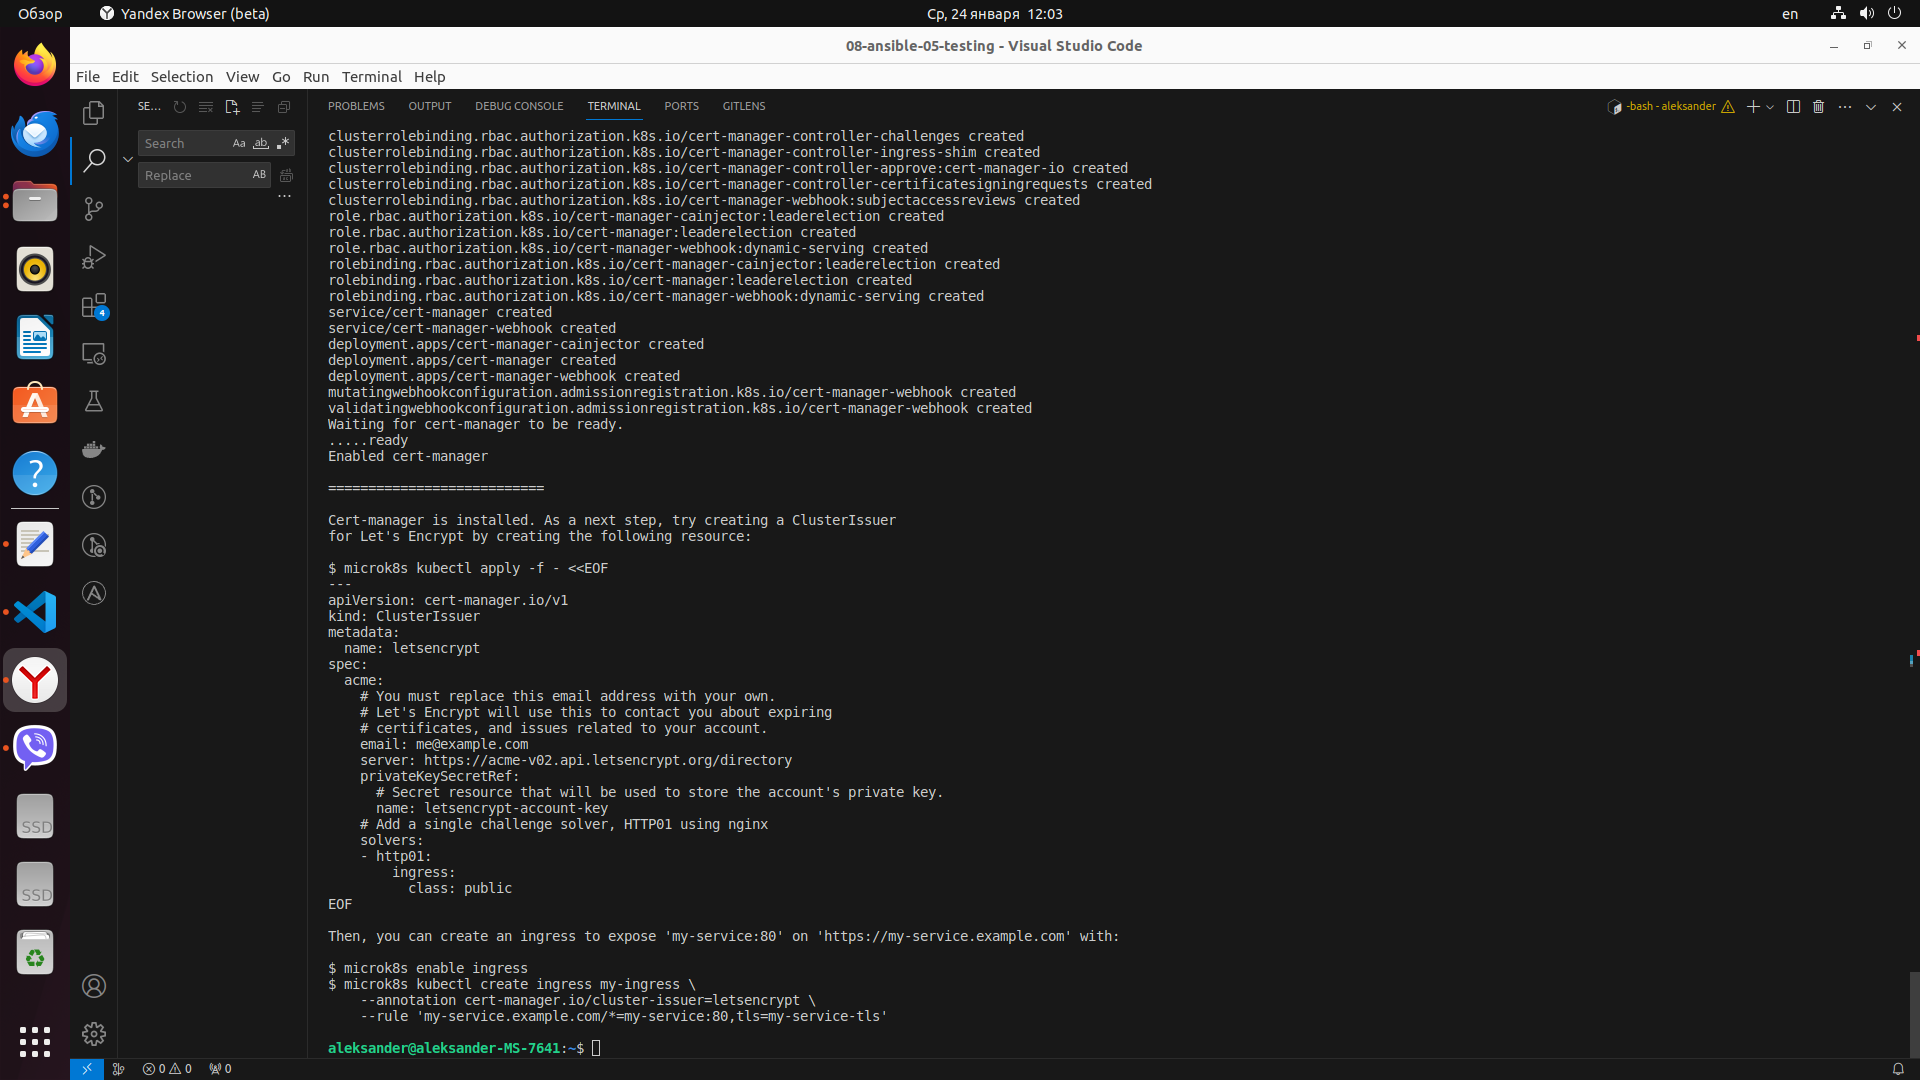 Обзор
Yandex Browser (beta)
Ср, 24 января 12:03
en
08-ansible-05-testing - Visual Studio Code
File Edit Selection View Go Run Terminal Help
SE...
PROBLEMS OUTPUT DEBUG CONSOLE TERMINAL PORTS GITLENS
-bash - aleksander
Search
Aa
ab
Replace
AB
4
SSD
SSD
clusterrolebinding.rbac.authorization.k8s.io/cert-manager-controller-challenges created
clusterrolebinding.rbac.authorization.k8s.io/cert-manager-controller-ingress-shim created
clusterrolebinding.rbac.authorization.k8s.io/cert-manager-controller-approve:cert-manager-io created
clusterrolebinding.rbac.authorization.k8s.io/cert-manager-controller-certificatesigningrequests created
clusterrolebinding.rbac.authorization.k8s.io/cert-manager-webhook:subjectaccessreviews created
role.rbac.authorization.k8s.io/cert-manager-cainjector:leaderelection created
role.rbac.authorization.k8s.io/cert-manager:leaderelection created
role.rbac.authorization.k8s.io/cert-manager-webhook:dynamic-serving created
rolebinding.rbac.authorization.k8s.io/cert-manager-cainjector:leaderelection created
rolebinding.rbac.authorization.k8s.io/cert-manager:leaderelection created
rolebinding.rbac.authorization.k8s.io/cert-manager-webhook:dynamic-serving created
service/cert-manager created
service/cert-manager-webhook created
deployment.apps/cert-manager-cainjector created
deployment.apps/cert-manager created
deployment.apps/cert-manager-webhook created
mutatingwebhookconfiguration.admissionregistration.k8s.io/cert-manager-webhook created
validatingwebhookconfiguration.admissionregistration.k8s.io/cert-manager-webhook created
Waiting for cert-manager to be ready.
.....ready
Enabled cert-manager
===========================
Cert-manager is installed. As a next step, try creating a ClusterIssuer
for Let's Encrypt by creating the following resource:
$ microk8s kubectl apply -f - <<EOF
---
apiVersion: cert-manager.io/v1
kind: ClusterIssuer
metadata:
  name: letsencrypt
spec:
  acme:
    # You must replace this email address with your own.
    # Let's Encrypt will use this to contact you about expiring
    # certificates, and issues related to your account.
    email: me@example.com
    server: https://acme-v02.api.letsencrypt.org/directory
    privateKeySecretRef:
      # Secret resource that will be used to store the account's private key.
      name: letsencrypt-account-key
    # Add a single challenge solver, HTTP01 using nginx
    solvers:
    - http01:
        ingress:
          class: public
EOF
Then, you can create an ingress to expose 'my-service:80' on 'https://my-service.example.com' with:
$ microk8s enable ingress
$ microk8s kubectl create ingress my-ingress \
    --annotation cert-manager.io/cluster-issuer=letsencrypt \
    --rule 'my-service.example.com/*=my-service:80,tls=my-service-tls'
aleksander@aleksander-MS-7641:~$
0 0 0